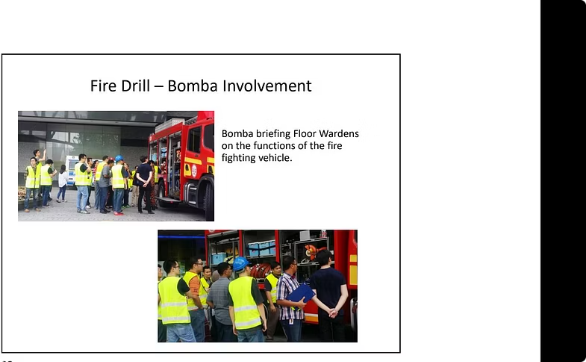 Fire Drill – Bomba Involvement
Bomba briefing Floor Wardens
on the functions of the fire
fighting vehicle.